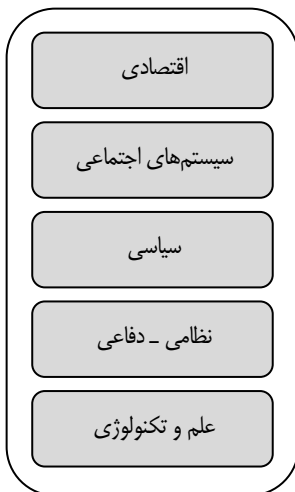 اقتصادی
سیستم‌های اجتماعی
سیاسی
نظامی ـ دفاعی
علم و تکنولوژی